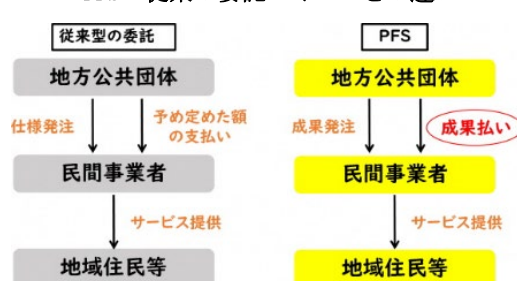 従来型の委託
PFS
地方公共団体
地方公共団体
仕様発注
予め定めた額
の支払い
成果発注
成果払い
民間事業者
民間事業者
サービス提供
サービス提供
地域住民等
地域住民等